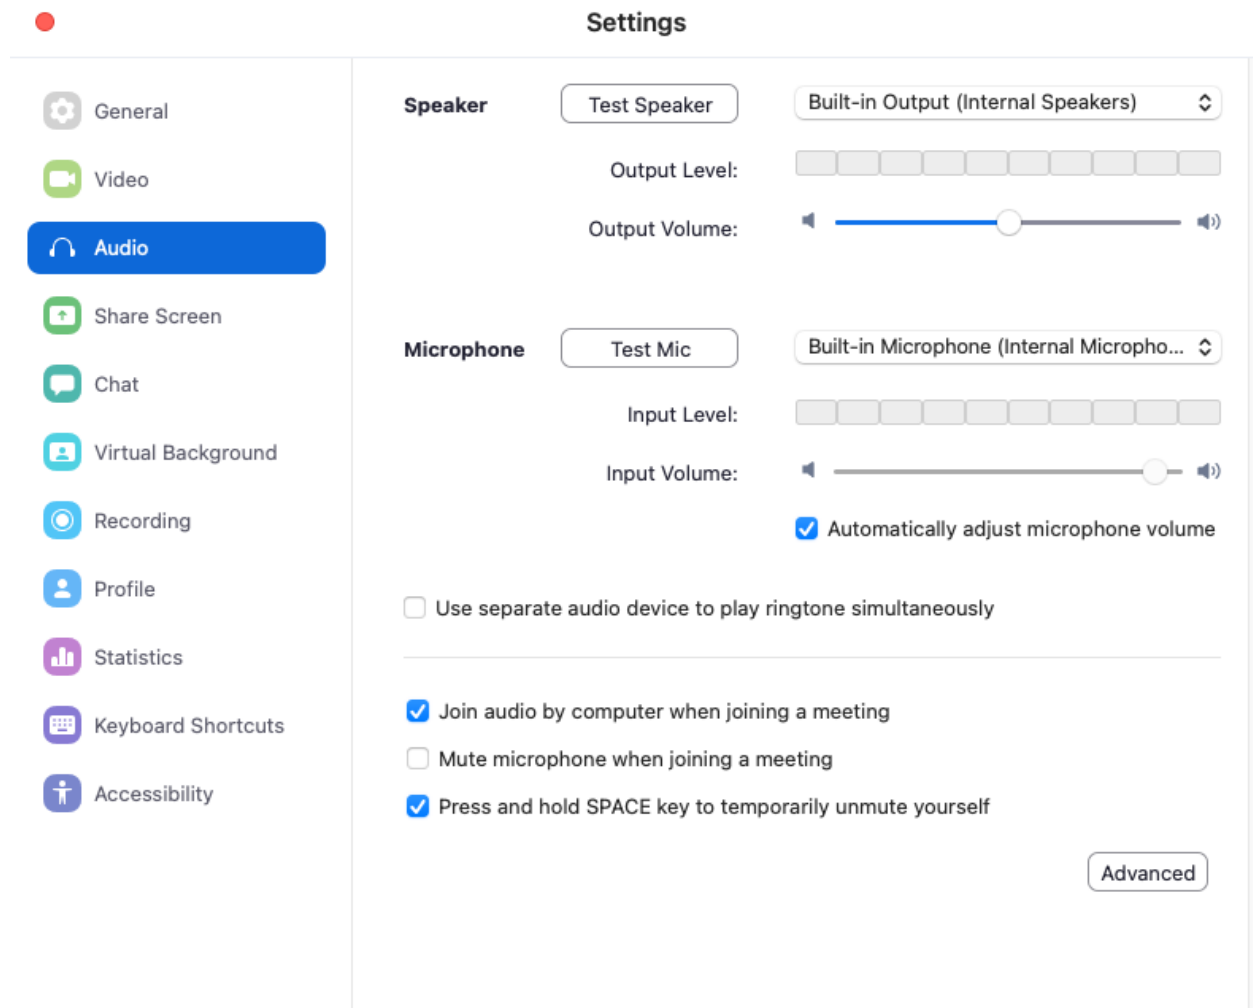 Settings
General
Video
Audio
Share Screen
Chat
Virtual Background
Recording
Profile
Statistics
Keyboard Shortcuts
Accessibility
Speaker
Test Speaker
Built-in Output (Internal Speakers)
Output Level:
Output Volume:
Microphone
Test Mic
Built-in Microphone (Internal Micropho...
Input Level:
Input Volume:
Automatically adjust microphone volume
Use separate audio device to play ringtone simultaneously
Join audio by computer when joining a meeting
Mute microphone when joining a meeting
Press and hold SPACE key to temporarily unmute yourself
Advanced